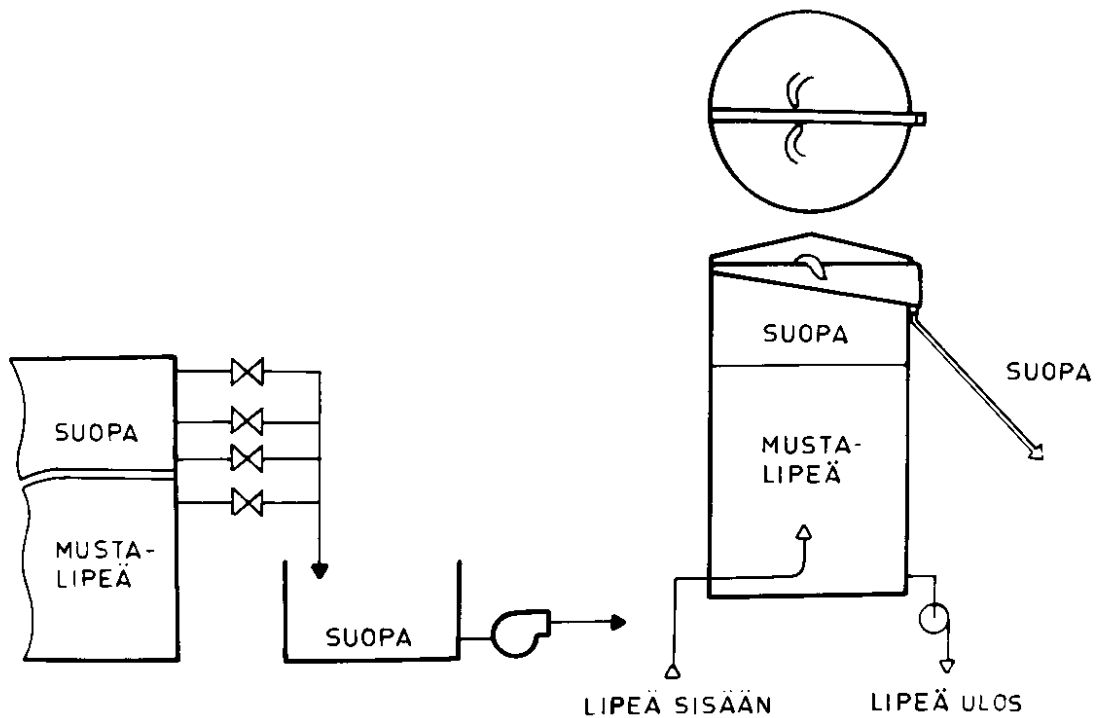 SUOPA
MUSTA-
LIPEÄ
SUOPA
SUOPA
MUSTA-
LIPEÄ
SUOPA
LIPEÄ SISÄÄN
LIPEÄ ULOS